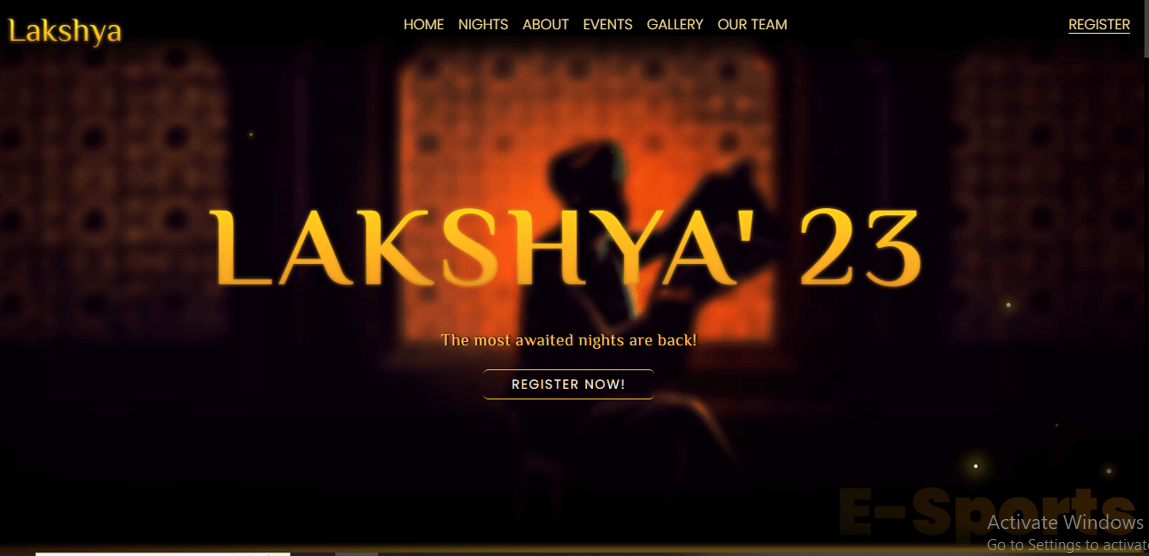 Lakshya
HOME NIGHTS ABOUT EVENTS GALLERY OUR TEAM
REGISTER
LAKSHYA' 23
The most awaited nights are back!
REGISTER NOW!
E-Sports
Activate Windows
Go to Settings to activate